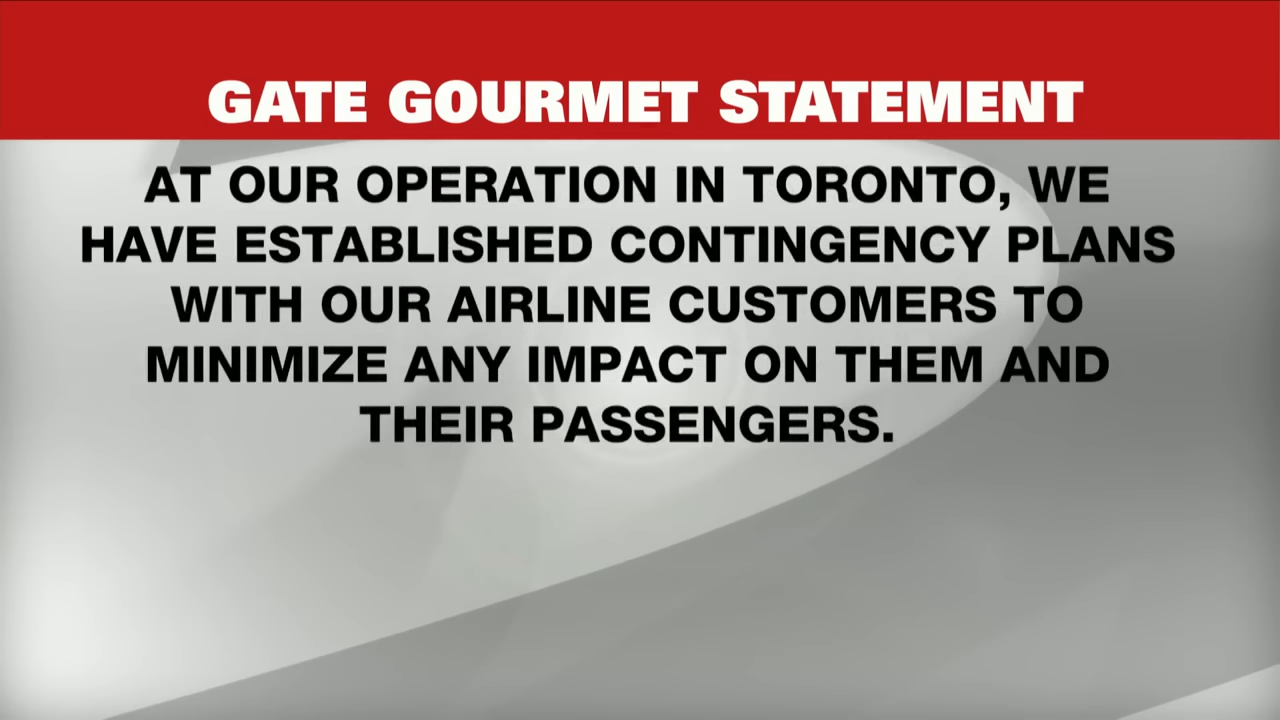 GATE GOURMET STATEMENT
AT OUR OPERATION IN TORONTO, WE
HAVE ESTABLISHED CONTINGENCY PLANS
WITH OUR AIRLINE CUSTOMERS TO
MINIMIZE ANY IMPACT ON THEM AND
THEIR PASSENGERS.